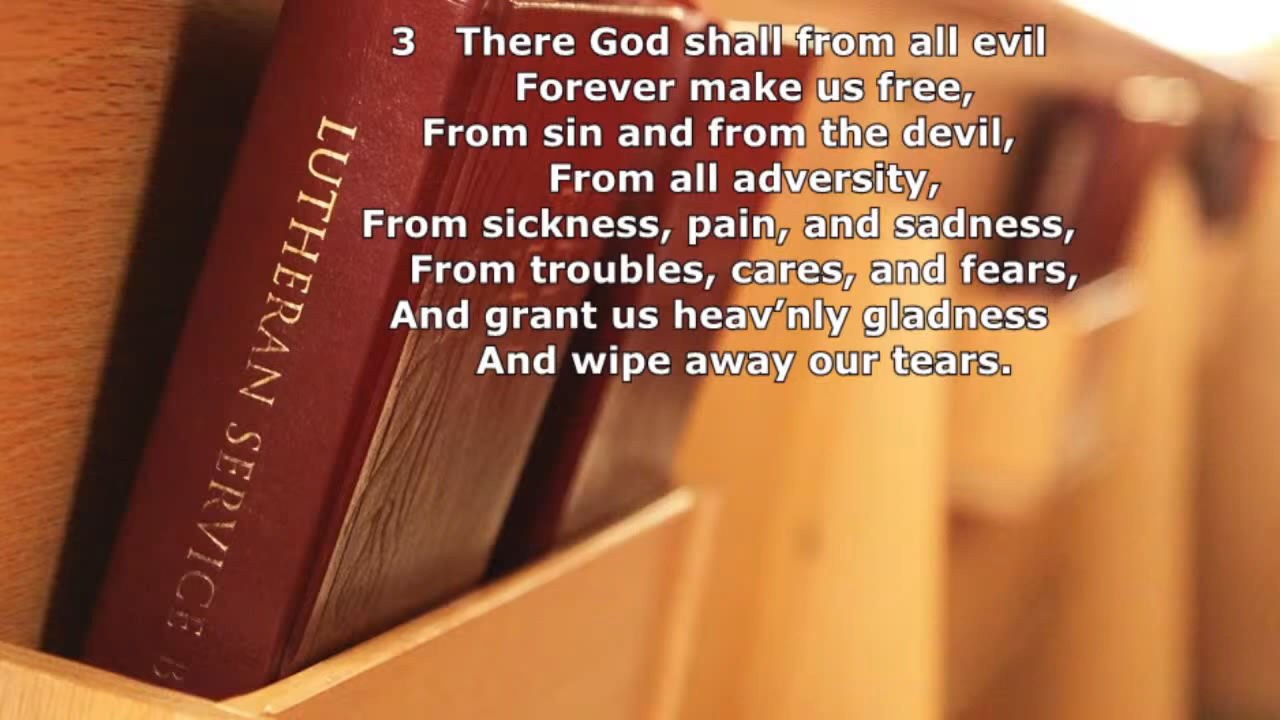 3 There God shall from all evil
Forever make us free,
From sin and from the devil,
From all adversity,
From sickness, pain, and sadness,
From troubles, cares, and fears,
And grant us heav’nly gladness
And wipe away our tears.
LUTHERAN SERVICE B